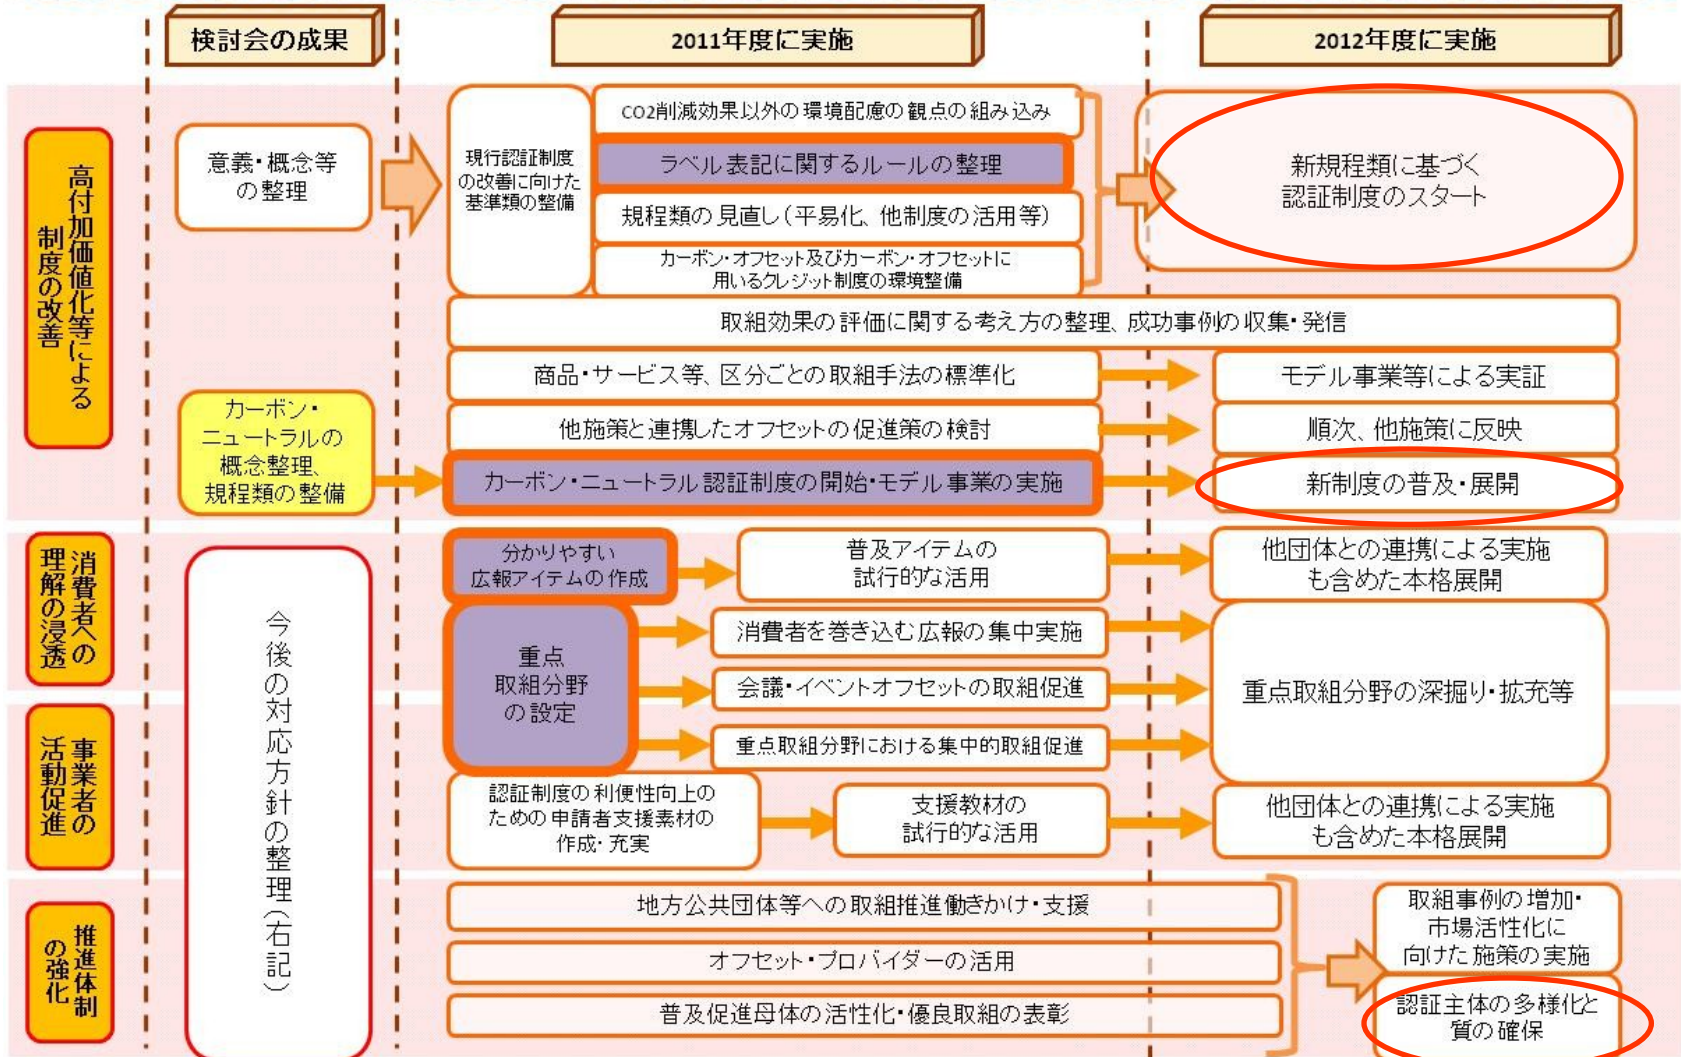 検討会の成果
2011年度に実施
2012年度に実施
高付加価値化等による
制度の改善
意義・概念等
の整理
現行認証制度
の改善に向けた
基準類の整備
CO2削減効果以外の環境配慮の観点の組み込み
ラベル表記に関するルールの整理
規程類の見直し(平易化、他制度の活用等)
カーボン・オフセット及びカーボン・オフセットに
用いるクレジット制度の環境整備
新規程類に基づく
認証制度のスタート
取組効果の評価に関する考え方の整理、成功事例の収集・発信
商品・サービス等、区分ごとの取組手法の標準化
モデル事業等による実証
他施策と連携したオフセットの促進策の検討
順次、他施策に反映
カーボン・
ニュートラルの
概念整理、
規程類の整備
カーボン・ニュートラル認証制度の開始・モデル事業の実施
新制度の普及・展開
消費者への
理解の浸透
今後の対応方針の整理(右記)
分かりやすい
広報アイテムの作成
普及アイテムの
試行的な活用
他団体との連携による実施
も含めた本格展開
重点
取組分野
の設定
消費者を巻き込む広報の集中実施
会議・イベントオフセットの取組促進
重点取組分野における集中的取組促進
重点取組分野の深掘り・拡充等
事業者の
活動促進
認証制度の利便性向上の
ための申請者支援素材の
作成・充実
支援教材の
試行的な活用
他団体との連携による実施
も含めた本格展開
推進体制
の強化
地方公共団体等への取組推進働きかけ・支援
オフセット・プロバイダーの活用
普及促進母体の活性化・優良取組の表彰
取組事例の増加・
市場活性化に
向けた施策の実施
認証主体の多様化と
質の確保